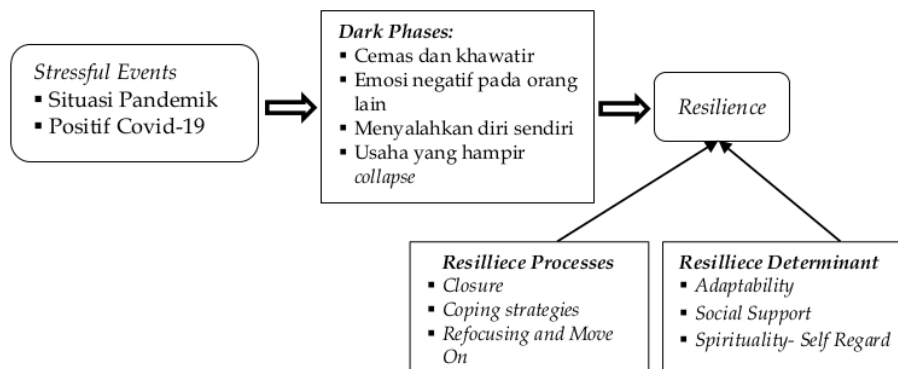 Stressful Events
▪ Situasi Pandemik
▪ Positif Covid-19
Dark Phases:
▪ Cemas dan khawatir
▪ Emosi negatif pada orang
lain
▪ Menyalahkan diri sendiri
▪ Usaha yang hampir
collapse
Resilience
Resilliece Processes
▪ Closure
▪ Coping strategies
▪ Refocusing and Move
On
Resilliece Determinant
▪ Adaptability
▪ Social Support
▪ Spirituality- Self Regard